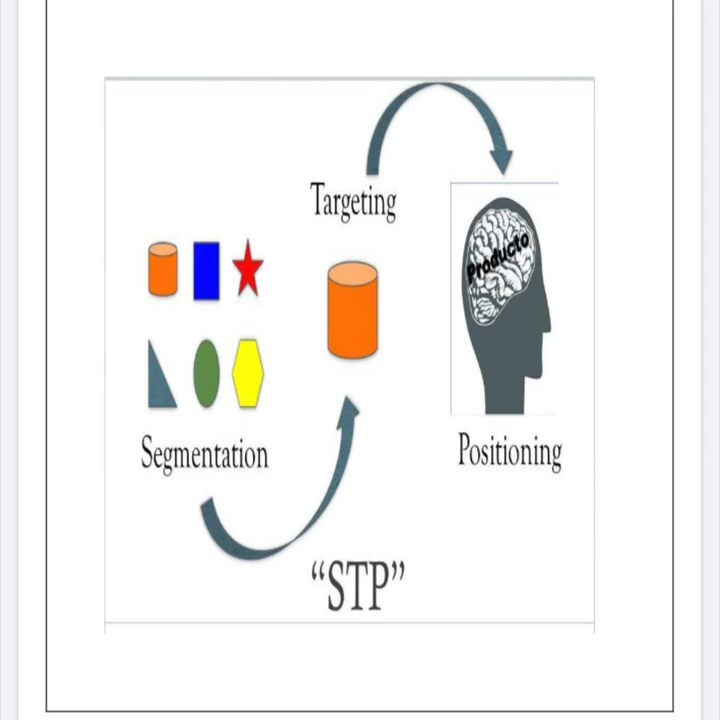 Targeting
Producto
Segmentation
Positioning
“STP”